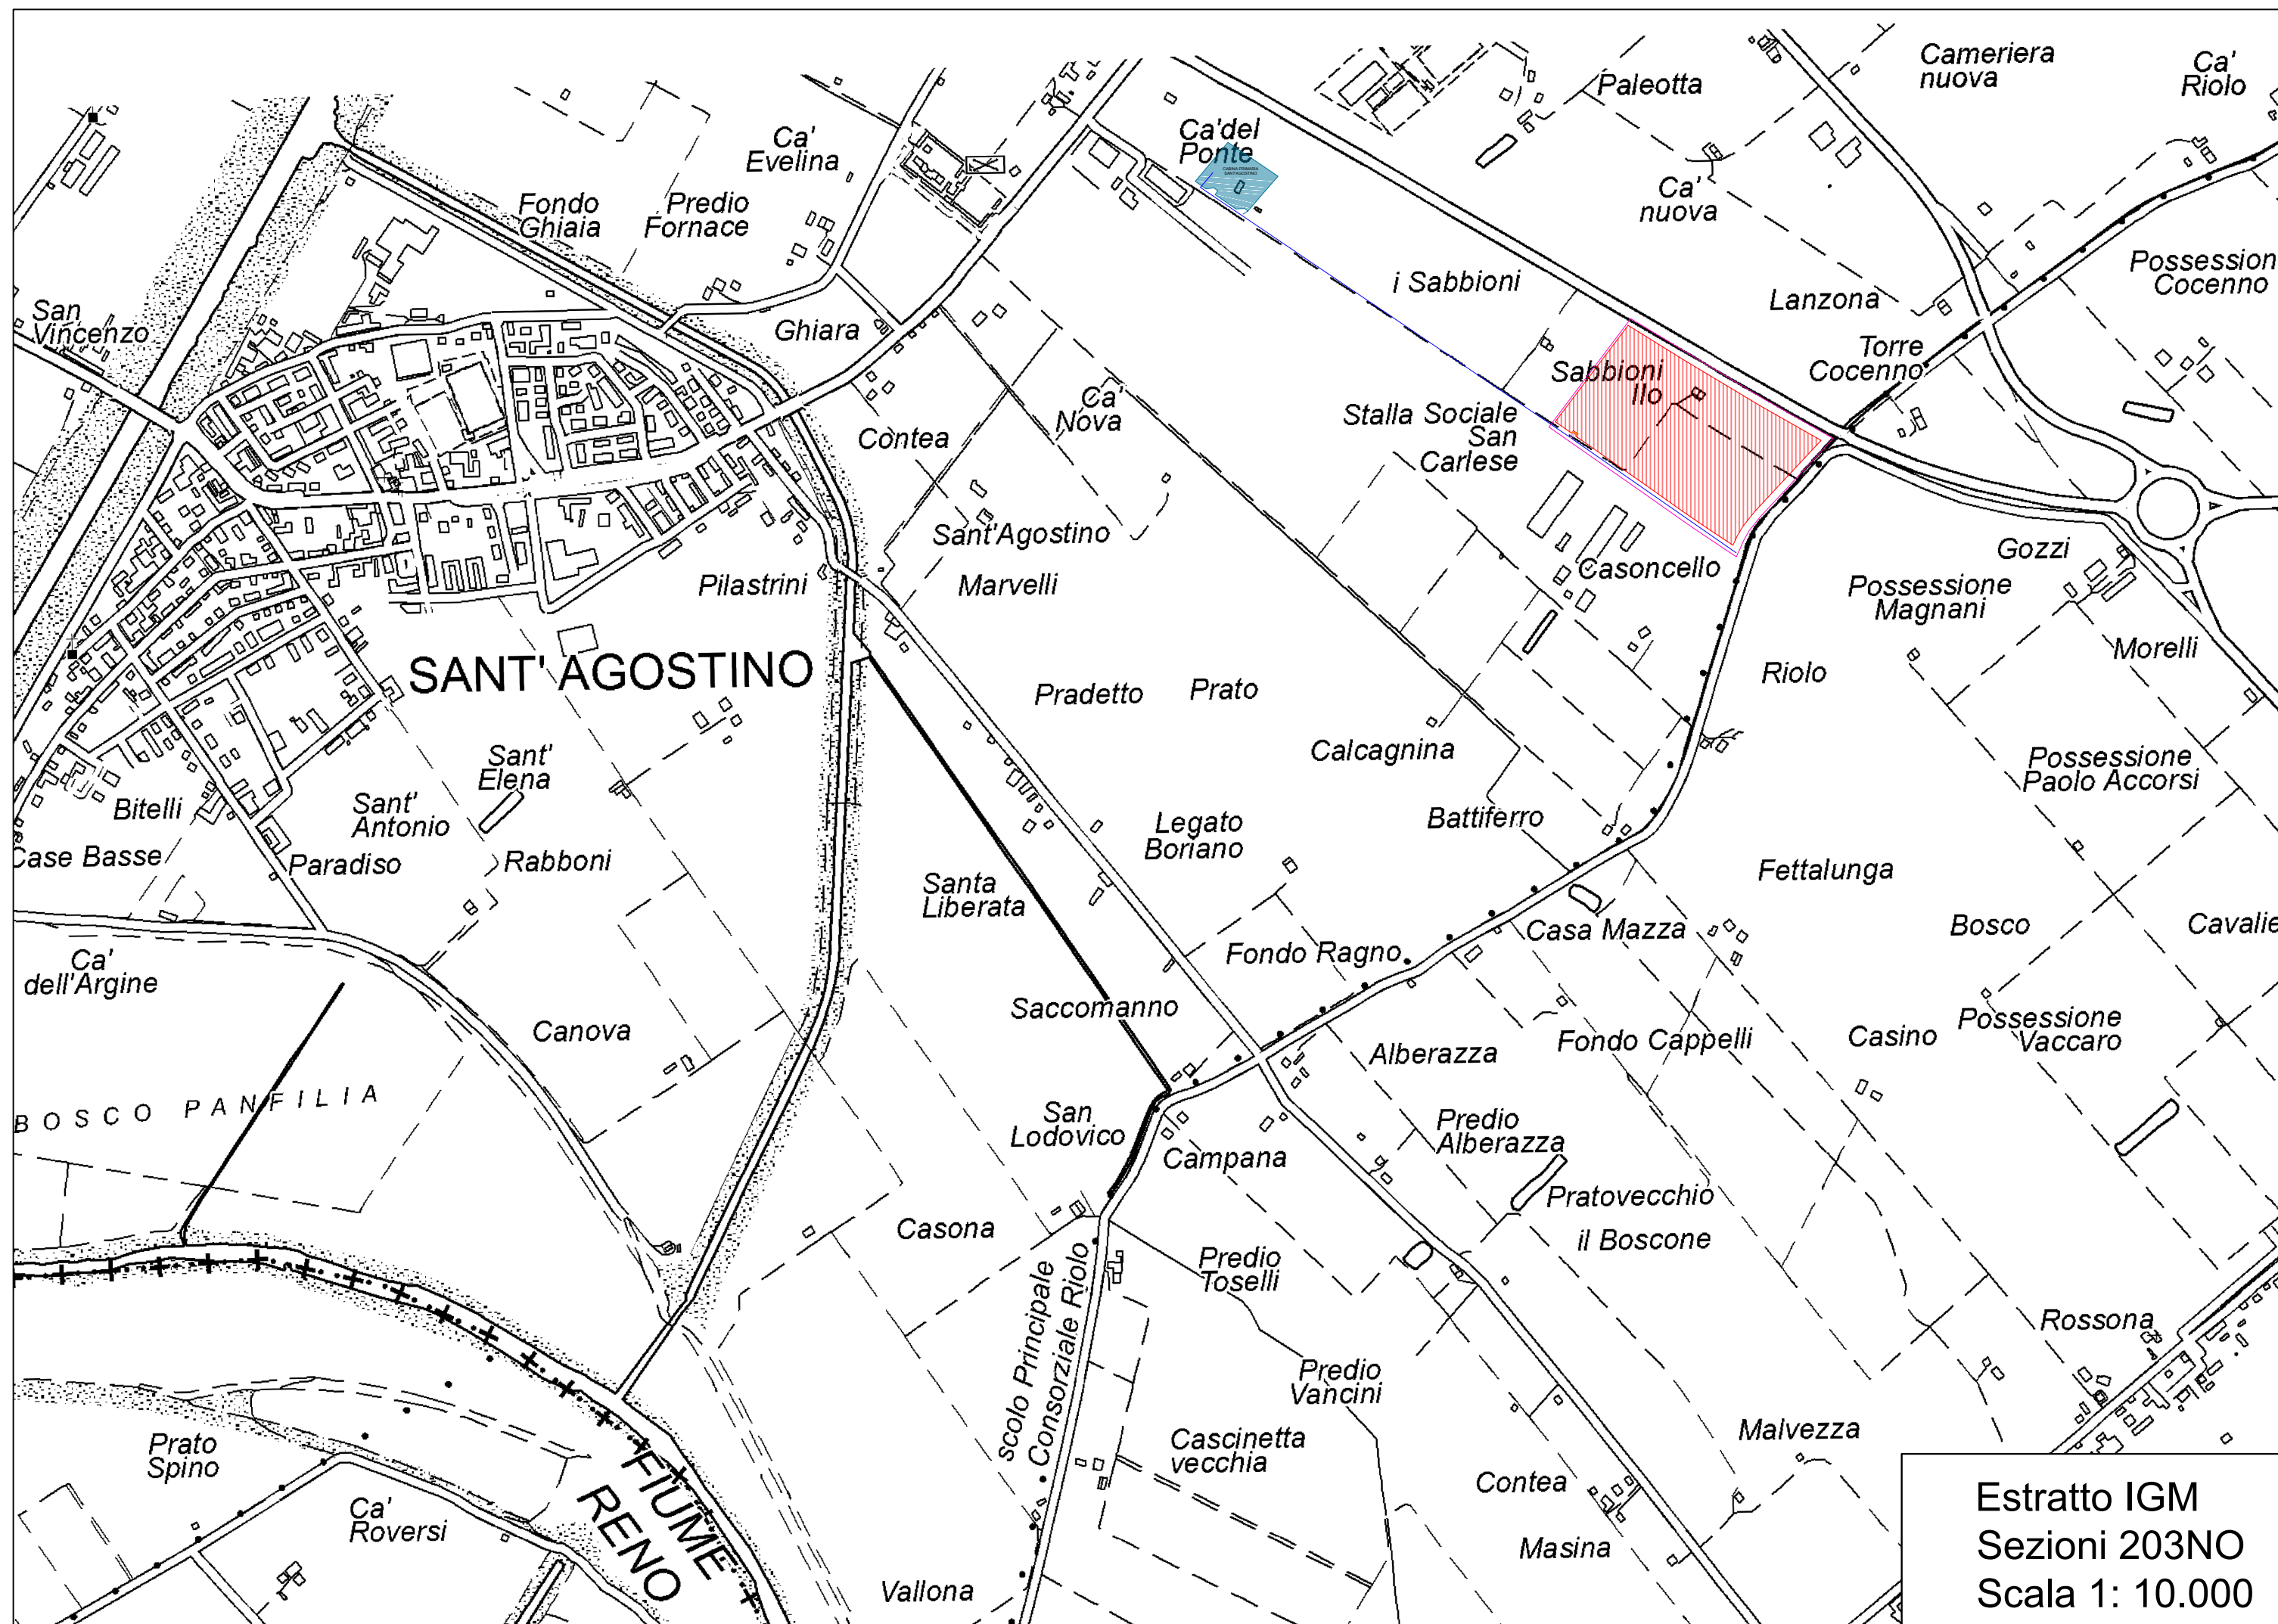 Cameriera
nuova
Ca'
Riolo
Paleotta
Ca'
Evelina
Ca'del
Ponte
CABINA PRIMARIA
SANT'AGOSTINO
Ca'
nuova
Fondo
Ghiaia
Predio
Fornace
Possession
Cocenno
i Sabbioni
Lanzona
San
Vincenzo
Ghiara
Torre
Cocenno
Sabbioni
llo
Ca'
Nova
Stalla Sociale
San
Carlese
Contea
Sant'Agostino
Marvelli
Pilastrini
Casoncello
Gozzi
Possessione
Magnani
Morelli
SANT' AGOSTINO
Pradetto
Prato
Riolo
Calcagnina
Sant'
Elena
Possessione
Paolo Accorsi
Bitelli
Sant'
Antonio
Legato
Boriano
Battiferro
Case Basse
Paradiso
Rabboni
Fettalunga
Santa
Liberata
Casa Mazza
Bosco
Cavalie
Fondo Ragno
Ca'
dell'Argine
Saccomanno
Canova
Alberazza
Fondo Cappelli
Casino
Possessione
Vaccaro
BOSCO PANFILIA
San
Lodovico
Predio
Alberazza
Campana
Pratovecchio
Casona
il Boscone
Predio
Toselli
scolo Principale
Consorziale Riolo
Rossona
Predio
Vancini
Malvezza
Prato
Spino
Cascinetta
vecchia
Contea
FIUME
RENO
Ca'
Roversi
Masina
Vallona
Estratto IGM
Sezioni 203NO
Scala 1: 10.000